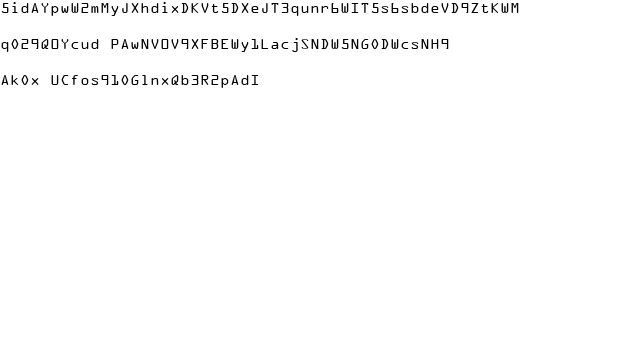 5idAYpwW2mMyJXhdixDKVt5DXeJT3qunr6WIT5s6sbdeVD9ZtKWM
q029Q0Ycud PAwNV0V9XFBEWy1LacjSNDW5NG0DWcsNH9
Ak0x UCfos910G1nxQb3R2pAdI